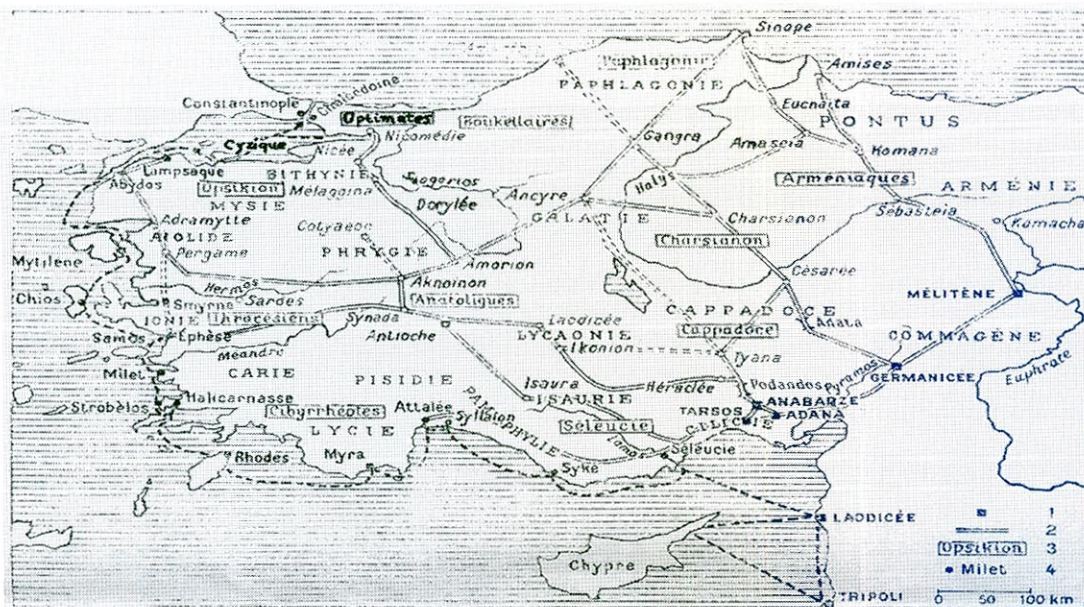 Sinope
Paphlagonie
Amises
PAPHLAGONIE
Constantinople
Chalcédoine
Optimates
Boukellaires
Euchaita
PONTUS
Nicomédie
Gangra
Amaseia
Komana
Cyzique
Nicée
Lampsaque
BITHYNIE
Abydos
Opsikion
Mélagina
MYSIE
Ancyre
Halys
Arméniaques
ARMÉNIE
Dorylée
GALATIE
Charsianon
Sébasteia
Kamacha
Adramytte
Cotyaeon
AIOLIDE
PHRYGIE
Charsianon
Mytilène
Pergame
Amorion
Césarée
Akroinon
Hermos
Anatoliques
MÉLITÈNE
Chios
Smyrne
Sardes
CAPPADOCE
IONIE
Thracésiens
Synada
Laodicée
Cappadoce
COMMAGÈNE
Samos
Éphèse
Antioche
LYCAONIE
Ikonion
Tyana
Méandre
Euphrate
Milet
CARIE
PISIDIE
Isaura
Héraclée
Podandos
Pyramos
GERMANICÉE
ISAURIE
ANABARZE
Strobèlos
Halicarnasse
Cibyrrhéotes
Attalée
Syllaion
PAMPHYLIE
Séleucie
TARSOS
ADANA
LYCIE
CILICIE
Lamos
Rhodes
Myra
Syké
Séleucie
LAODICÉE
1
2
Opsikion 3
Milet 4
Chypre
0 50 100 km
TRIPOLI